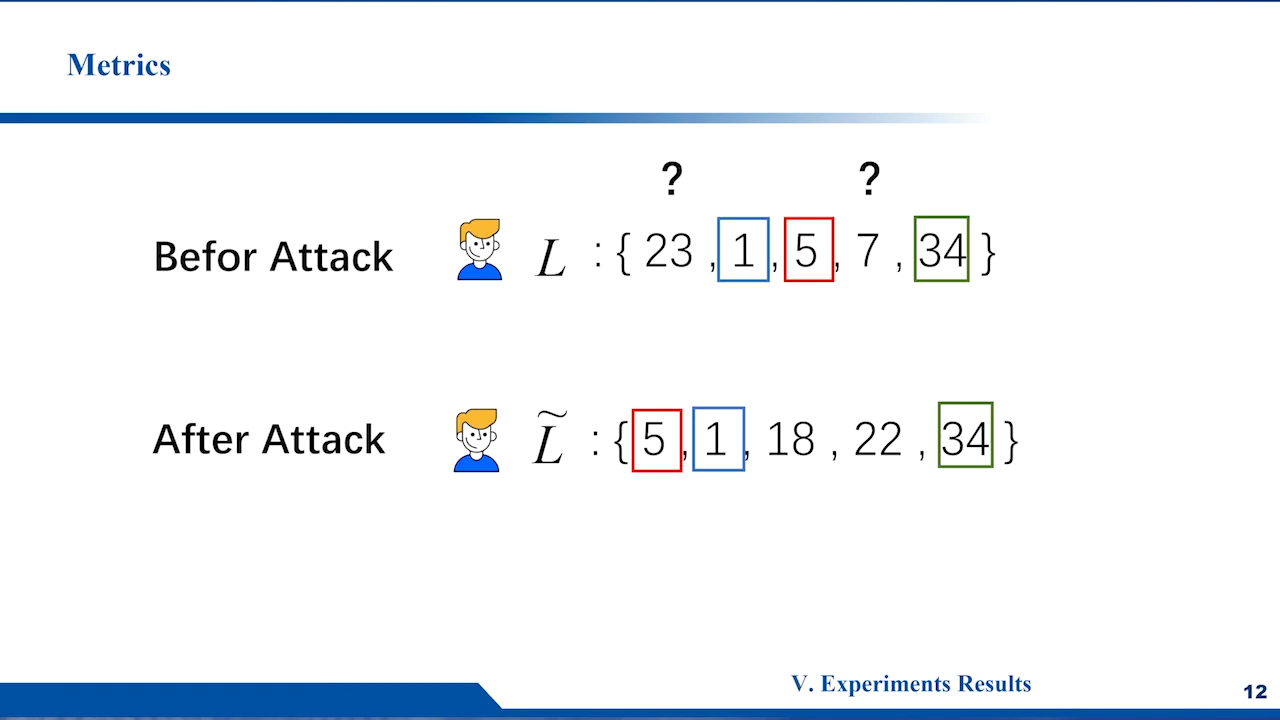 Metrics
? ?
Befor Attack L : { 23 , 1 , 5 , 7 , 34 }
After Attack L̃ : { 5 , 1 , 18 , 22 , 34 }
V. Experiments Results
12